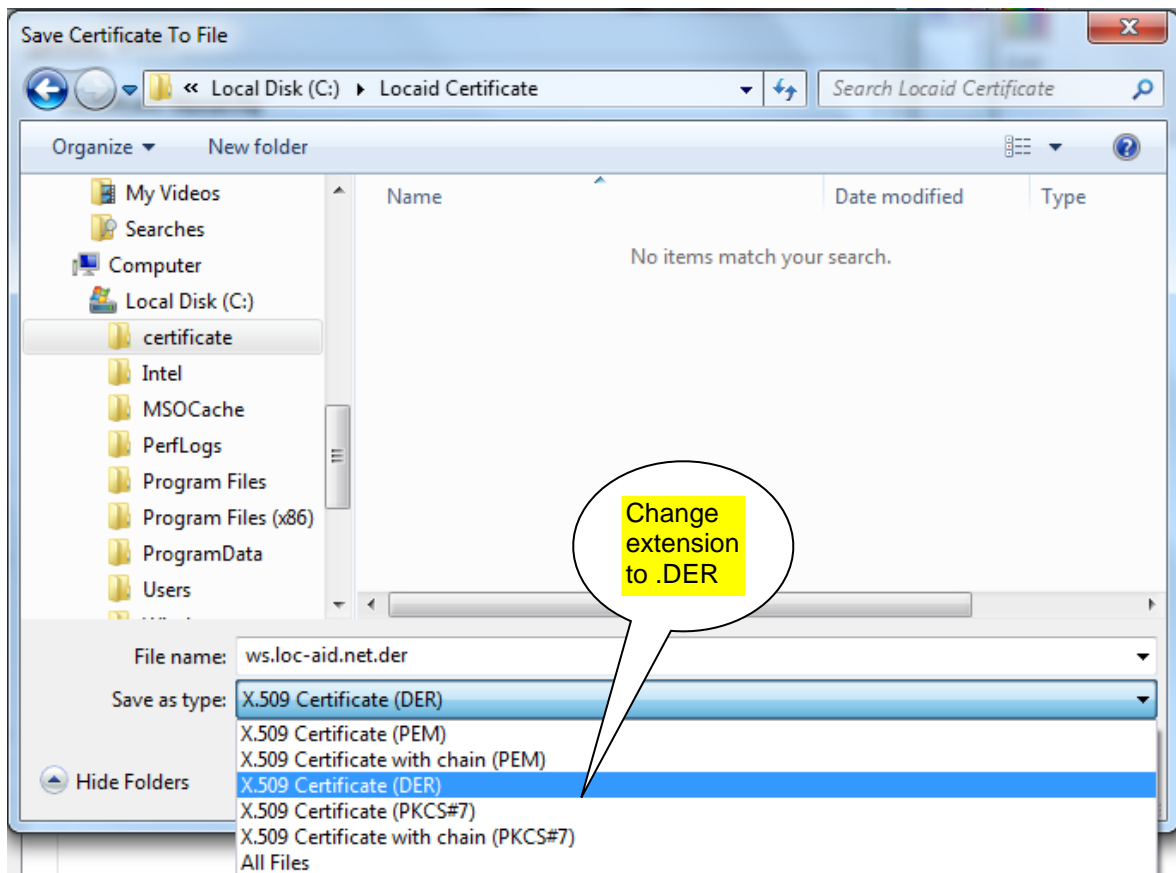 Save Certificate To File
« Local Disk (C:) ▸ Locaid Certificate
Search Locaid Certificate
Organize New folder
My Videos
Searches
Computer
Local Disk (C:)
certificate
Intel
MSOCache
PerfLogs
Program Files
Program Files (x86)
ProgramData
Users
Name Date modified Type
No items match your search.
Change
extension
to .DER
File name: ws.loc-aid.net.der
Save as type: X.509 Certificate (DER)
X.509 Certificate (PEM)
X.509 Certificate with chain (PEM)
X.509 Certificate (DER)
X.509 Certificate (PKCS#7)
X.509 Certificate with chain (PKCS#7)
All Files
Hide Folders